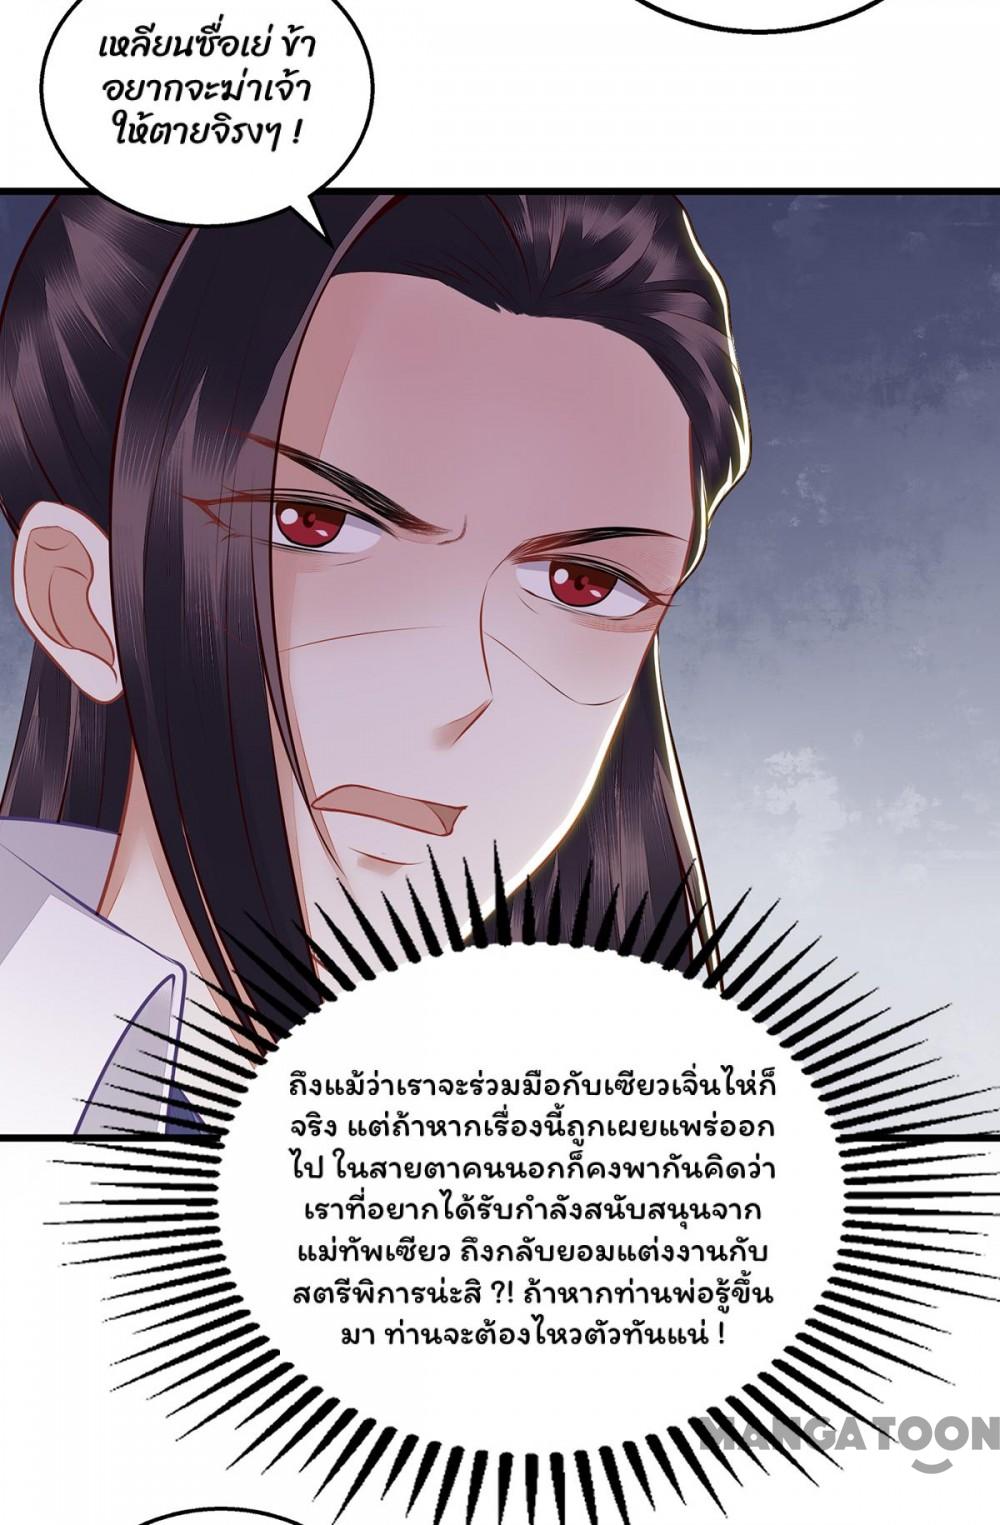 เหลียนซื่อเย่ ข้า
อยากจะฆ่าเจ้า
ให้ตายจิรงๆ !
ถึงแม้ว่าเราจะร่วมมือกับเซียวเจิ่นไห่ก็
จริง แต่ถ้าหากเรื่องนี้ถูกเผยแพร่ออก
ไป ในสายตาคนนอกก็คงพากันคิดว่า
เราที่อยากได้รับกำลังสนับสนุนจาก
แม่ทัพเซียว ถึงกลับยอมแต่งงานกับ
สตรีพิการน่ะสิ ?! ถ้าหากท่านพ่อรู้ขึ้น
มา ท่านจะต้องไหวตัวทันแน่ !
MANGATOON